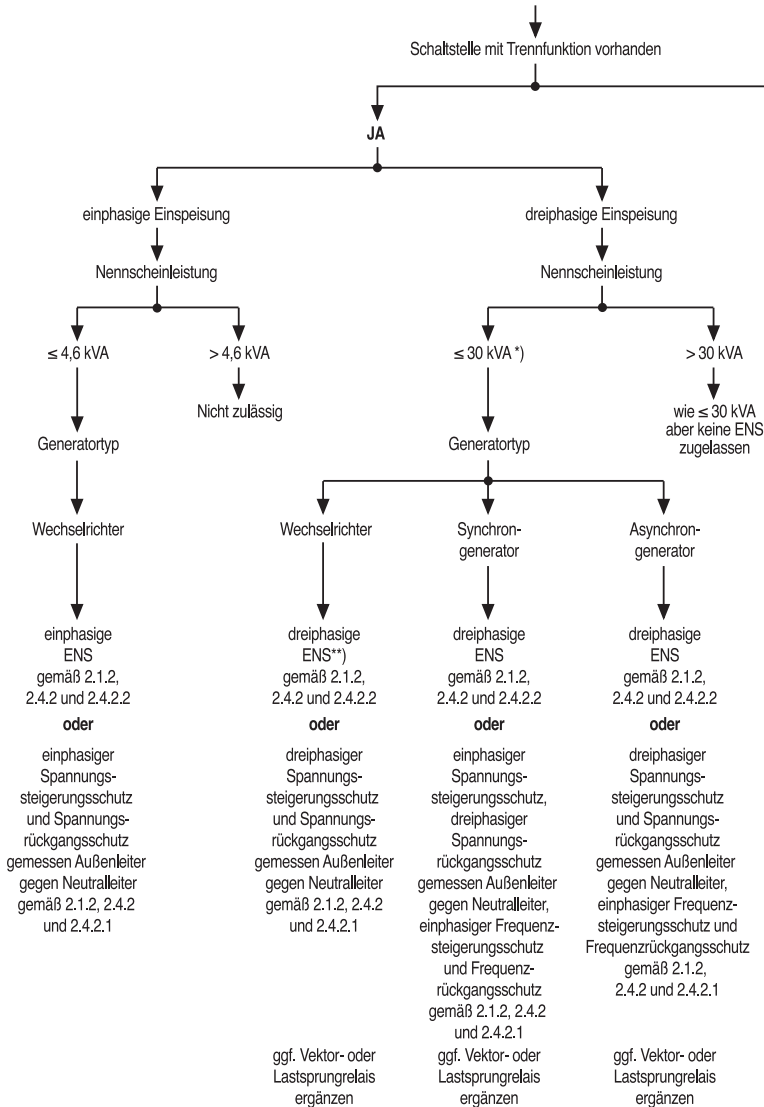 Schaltstelle mit Trennfunktion vorhanden
JA
einphasige Einspeisung
dreiphasige Einspeisung
Nennscheinleistung
Nennscheinleistung
≤ 4,6 kVA
> 4,6 kVA
≤ 30 kVA *)
> 30 kVA
Nicht zulässig
wie ≤ 30 kVA
aber keine ENS
zugelassen
Generatortyp
Generatortyp
Wechselrichter
Wechselrichter
Synchron-
generator
Asynchron-
generator
einphasige
ENS
gemäß 2.1.2,
2.4.2 und 2.4.2.2
oder
einphasiger
Spannungs-
steigerungsschutz
und Spannungs-
rückgangsschutz
gemessen Außenleiter
gegen Neutralleiter
gemäß 2.1.2, 2.4.2
und 2.4.2.1
dreiphasige
ENS**)
gemäß 2.1.2,
2.4.2 und 2.4.2.2
oder
dreiphasiger
Spannungs-
steigerungsschutz
und Spannungs-
rückgangsschutz
gemessen Außenleiter
gegen Neutralleiter
gemäß 2.1.2, 2.4.2
und 2.4.2.1
ggf. Vektor- oder
Lastsprungrelais
ergänzen
dreiphasige
ENS
gemäß 2.1.2,
2.4.2 und 2.4.2.2
oder
einphasiger
Spannungs-
steigerungsschutz,
dreiphasiger
Spannungs-
rückgangsschutz
gemessen Außenleiter
gegen Neutralleiter,
einphasiger Frequenz-
steigerungsschutz
und Frequenz-
rückgangsschutz
gemäß 2.1.2, 2.4.2
und 2.4.2.1
ggf. Vektor- oder
Lastsprungrelais
ergänzen
dreiphasige
ENS
gemäß 2.1.2,
2.4.2 und 2.4.2.2
oder
dreiphasiger
Spannungs-
steigerungsschutz
und Spannungs-
rückgangsschutz
gemessen Außenleiter
gegen Neutralleiter,
einphasiger Frequenz-
steigerungsschutz und
Frequenzrückgangsschutz
gemäß 2.1.2,
2.4.2 und 2.4.2.1
ggf. Vektor- oder
Lastsprungrelais
ergänzen